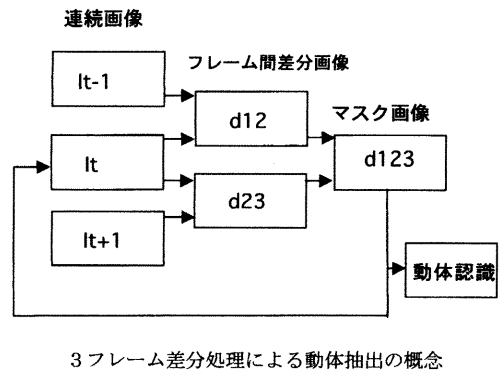 連続画像
It-1
フレーム間差分画像
d12
マスク画像
It
d123
d23
It+1
動体認識
3フレーム差分処理による動体抽出の概念